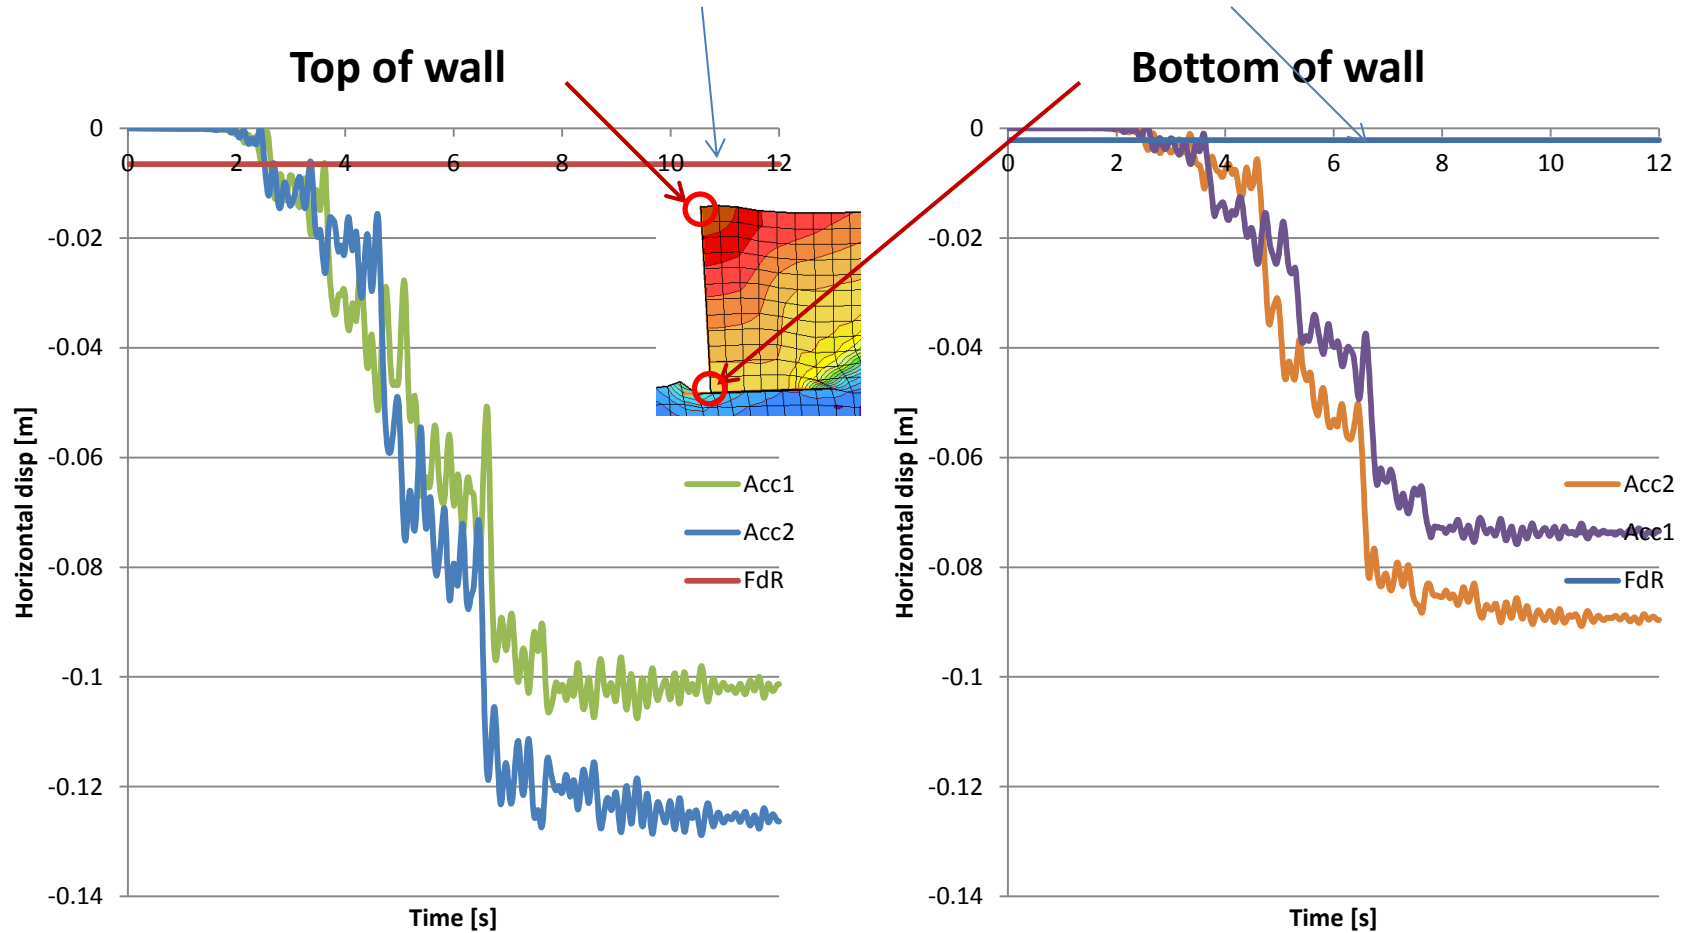 Top of wall
Bottom of wall
0
0 2 4 6 8 10 12
-0.02
-0.04
-0.06
-0.08
-0.1
-0.12
-0.14
Horizontal disp [m]
Time [s]
Acc1
Acc2
FdR
0
0 2 4 6 8 10 12
-0.02
-0.04
-0.06
-0.08
-0.1
-0.12
-0.14
Horizontal disp [m]
Time [s]
Acc2
Acc1
FdR